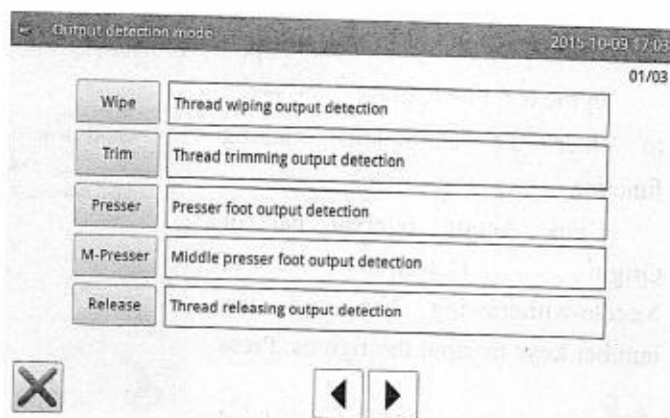 Output detection mode 2015-10-09 17:03
01/03
Wipe Thread wiping output detection
Trim Thread trimming output detection
Presser Presser foot output detection
M-Presser Middle presser foot output detection
Release Thread releasing output detection